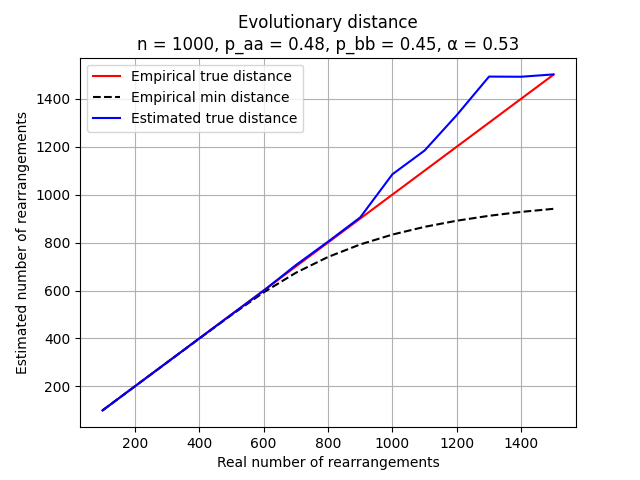 Evolutionary distance
n = 1000, p_aa = 0.48, p_bb = 0.45, α = 0.53
Empirical true distance
Empirical min distance
Estimated true distance
Estimated number of rearrangements
1400
1200
1000
800
600
400
200
200 400 600 800 1000 1200 1400
Real number of rearrangements